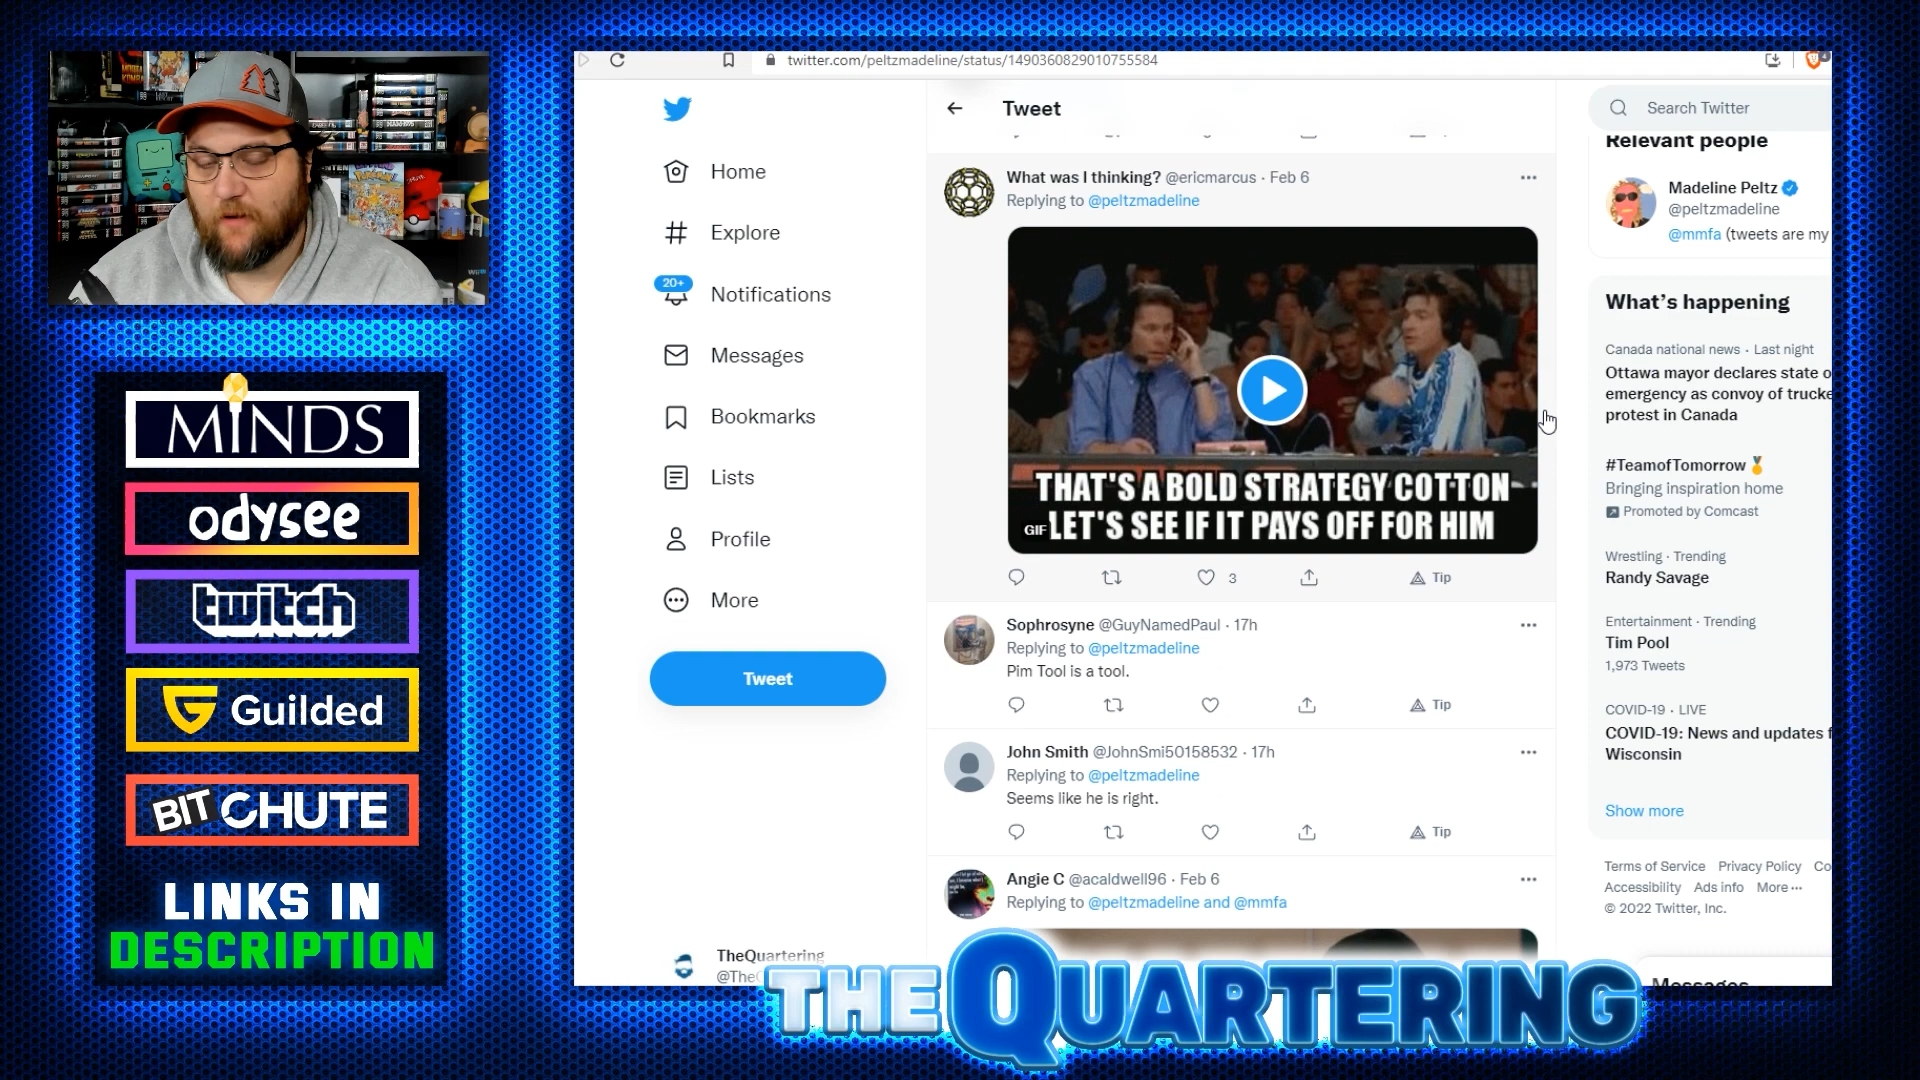 MINDS
odysee
twitch
Guilded
BITCHUTE
LINKS IN
DESCRIPTION
twitter.com/peltzmadeline/status/1490360829010755584
Home
Explore
20+
Notifications
Messages
Bookmarks
Lists
Profile
More
Tweet
TheQuartering
Tweet
What was I thinking? @ericmarcus · Feb 6
Replying to @peltzmadeline
THAT'S A BOLD STRATEGY COTTON
GIF LET'S SEE IF IT PAYS OFF FOR HIM
3
Tip
Sophrosyne @GuyNamedPaul · 17h
Replying to @peltzmadeline
Pim Tool is a tool.
Tip
John Smith @JohnSmi50158532 · 17h
Replying to @peltzmadeline
Seems like he is right.
Tip
Angie C @acaldwell96 · Feb 6
Replying to @peltzmadeline and @mmfa
Search Twitter
Relevant people
Madeline Peltz
@peltzmadeline
@mmfa (tweets are my
What's happening
Canada national news · Last night
Ottawa mayor declares state o
emergency as convoy of trucke
protest in Canada
#TeamofTomorrow
Bringing inspiration home
Promoted by Comcast
Wrestling · Trending
Randy Savage
Entertainment · Trending
Tim Pool
1,973 Tweets
COVID-19 · LIVE
COVID-19: News and updates f
Wisconsin
Show more
Terms of Service Privacy Policy Co
Accessibility Ads info More ···
© 2022 Twitter, Inc.
Messages
THE QUARTERING